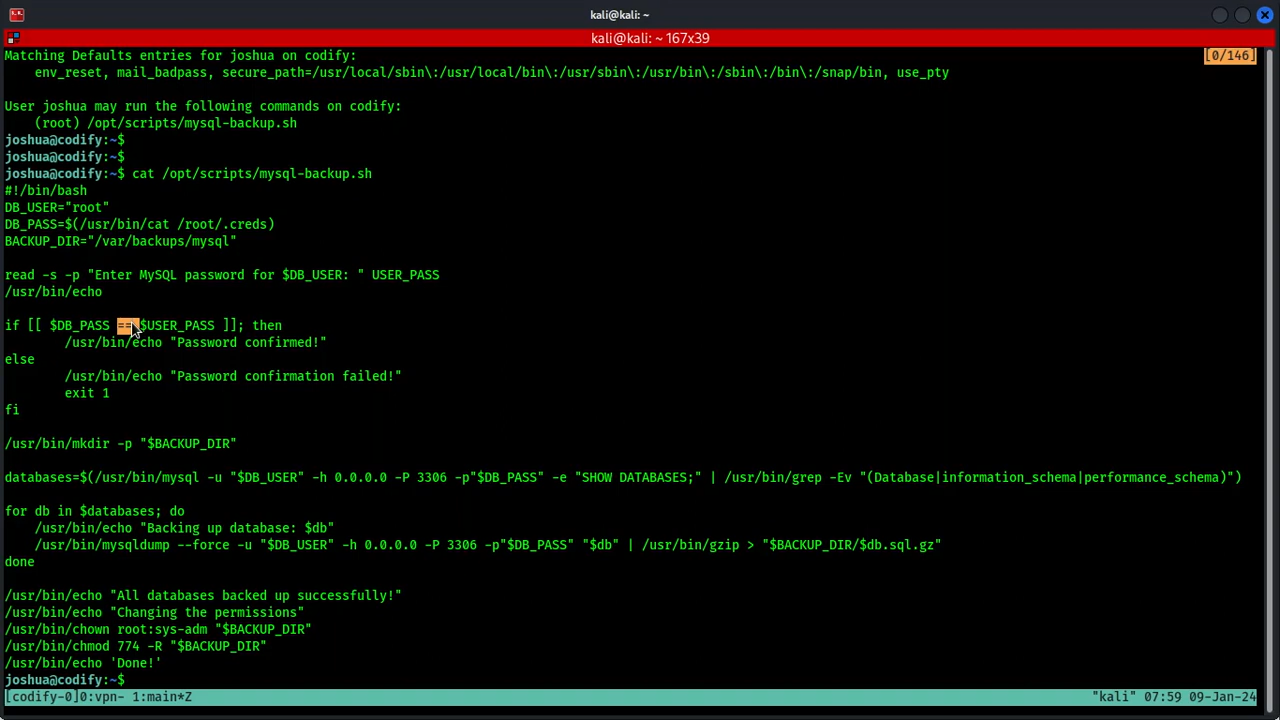 kali@kali: ~
kali@kali: ~ 167x39
Matching Defaults entries for joshua on codify: [0/146]
    env_reset, mail_badpass, secure_path=/usr/local/sbin\:/usr/local/bin\:/usr/sbin\:/usr/bin\:/sbin\:/bin\:/snap/bin, use_pty

User joshua may run the following commands on codify:
    (root) /opt/scripts/mysql-backup.sh
joshua@codify:~$
joshua@codify:~$
joshua@codify:~$ cat /opt/scripts/mysql-backup.sh
#!/bin/bash
DB_USER="root"
DB_PASS=$(/usr/bin/cat /root/.creds)
BACKUP_DIR="/var/backups/mysql"

read -s -p "Enter MySQL password for $DB_USER: " USER_PASS
/usr/bin/echo

if [[ $DB_PASS == $USER_PASS ]]; then
        /usr/bin/echo "Password confirmed!"
else
        /usr/bin/echo "Password confirmation failed!"
        exit 1
fi

/usr/bin/mkdir -p "$BACKUP_DIR"

databases=$(/usr/bin/mysql -u "$DB_USER" -h 0.0.0.0 -P 3306 -p"$DB_PASS" -e "SHOW DATABASES;" | /usr/bin/grep -Ev "(Database|information_schema|performance_schema)")

for db in $databases; do
    /usr/bin/echo "Backing up database: $db"
    /usr/bin/mysqldump --force -u "$DB_USER" -h 0.0.0.0 -P 3306 -p"$DB_PASS" "$db" | /usr/bin/gzip > "$BACKUP_DIR/$db.sql.gz"
done

/usr/bin/echo "All databases backed up successfully!"
/usr/bin/echo "Changing the permissions"
/usr/bin/chown root:sys-adm "$BACKUP_DIR"
/usr/bin/chmod 774 -R "$BACKUP_DIR"
/usr/bin/echo 'Done!'
joshua@codify:~$
[codify-0]0:vpn- 1:main*Z "kali" 07:59 09-Jan-24